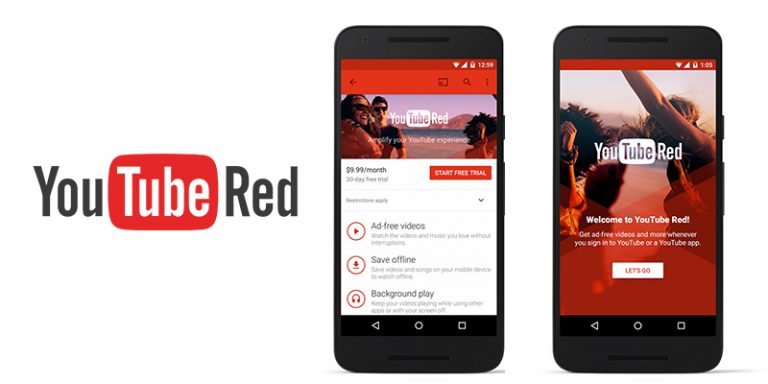 YouTube Red
12:59
YouTube Red
Amplify your YouTube experience
$9.99/month
30-day free trial
START FREE TRIAL
Restrictions apply
Ad-free videos
Watch the videos and music you love without
interruptions.
Save offline
Save videos and songs on your mobile device
to watch offline.
Background play
Keep your videos playing while using other
apps or with your screen off.
1:05
YouTube Red
Welcome to YouTube Red!
Get ad-free videos and more whenever
you sign in to YouTube or a YouTube app.
LET'S GO